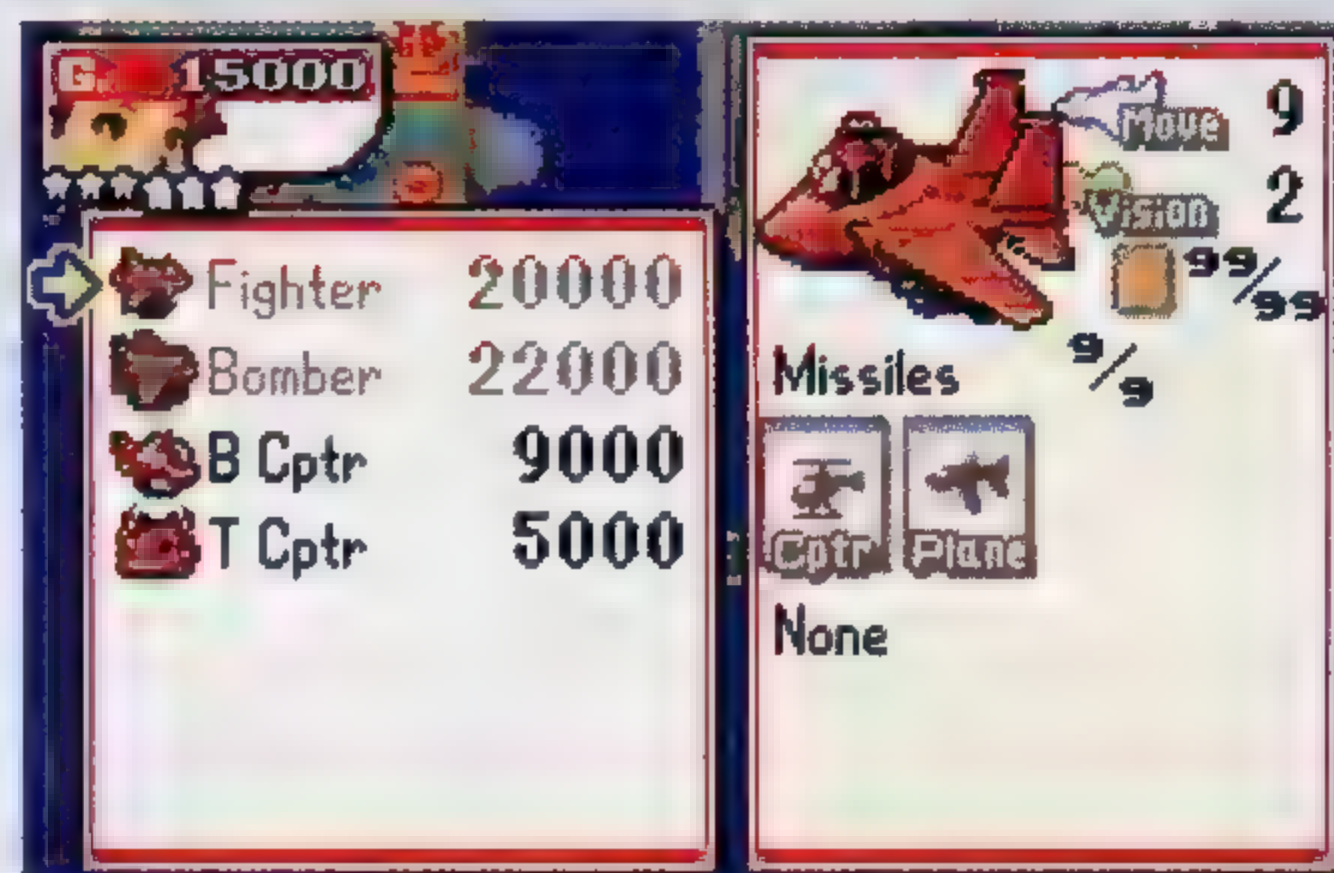 G. 15000
Fighter 20000
Bomber 22000
B Cptr 9000
T Cptr 5000
Move 9
Vision 2
99/99
Missiles 9/9
Cptr Plane
None